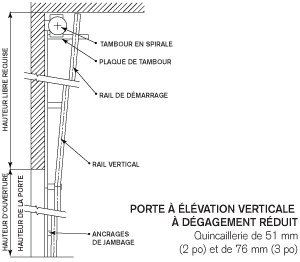 TAMBOUR EN SPIRALE
PLAQUE DE TAMBOUR
RAIL DE DÉMARRAGE
RAIL VERTICAL
ANCRAGES
DE JAMBAGE
HAUTEUR LIBRE REQUISE
HAUTEUR D'OUVERTURE
HAUTEUR DE LA PORTE
PORTE À ÉLÉVATION VERTICALE
À DÉGAGEMENT RÉDUIT
Quincaillerie de 51 mm
(2 po) et de 76 mm (3 po)